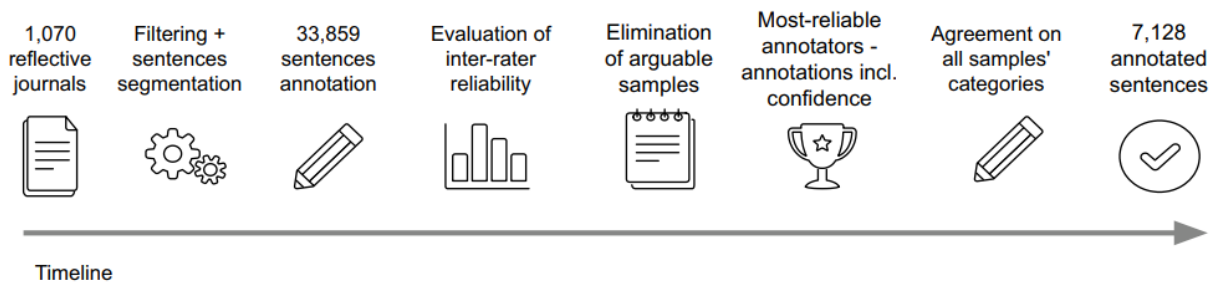 1,070
reflective
journals
Filtering +
sentences
segmentation
33,859
sentences
annotation
Evaluation of
inter-rater
reliability
Elimination
of arguable
samples
Most-reliable
annotators -
annotations incl.
confidence
Agreement on
all samples'
categories
7,128
annotated
sentences
Timeline